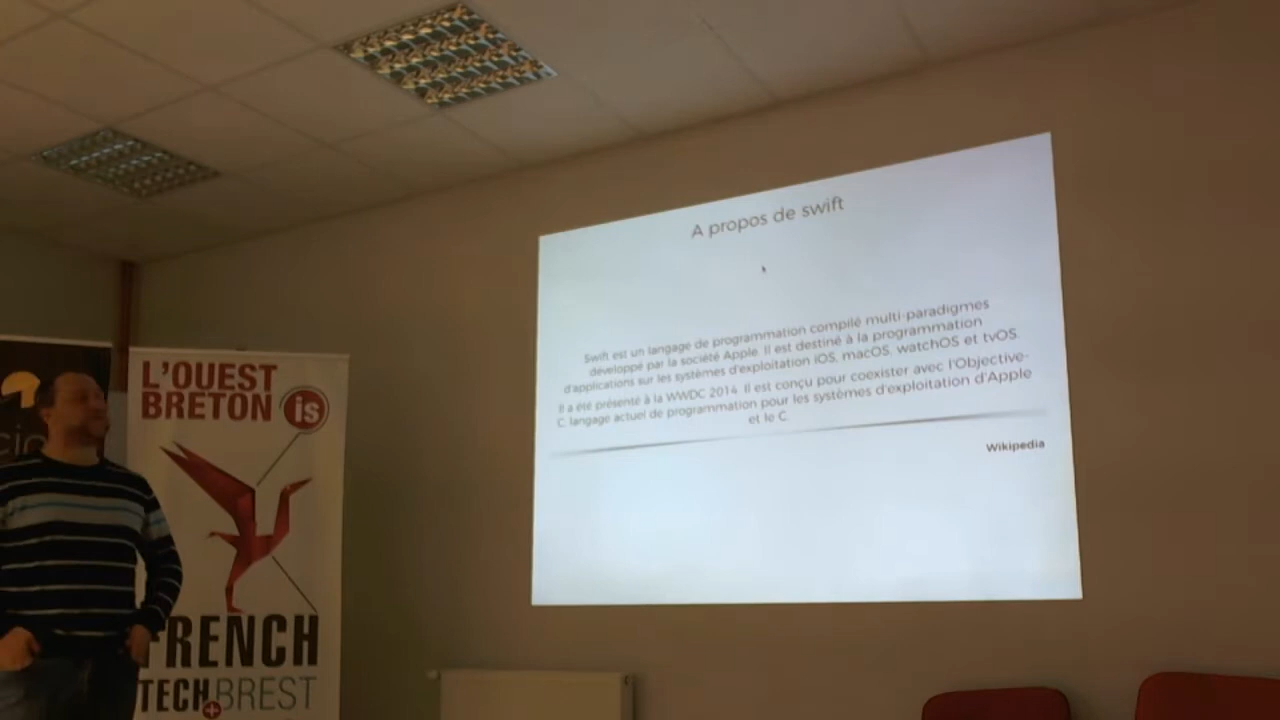 A propos de swift
Swift est un langage de programmation compilé multi-paradigmes
développé par la société Apple. Il est destiné à la programmation
d'applications sur les systèmes d'exploitation iOS, macOS, watchOS et tvOS.
Il a été présenté à la WWDC 2014. Il est conçu pour coexister avec l'Objective-
C, langage actuel de programmation pour les systèmes d'exploitation d'Apple
et le C.
Wikipedia
L'OUEST
BRETON
is
FRENCH
TECH+BREST